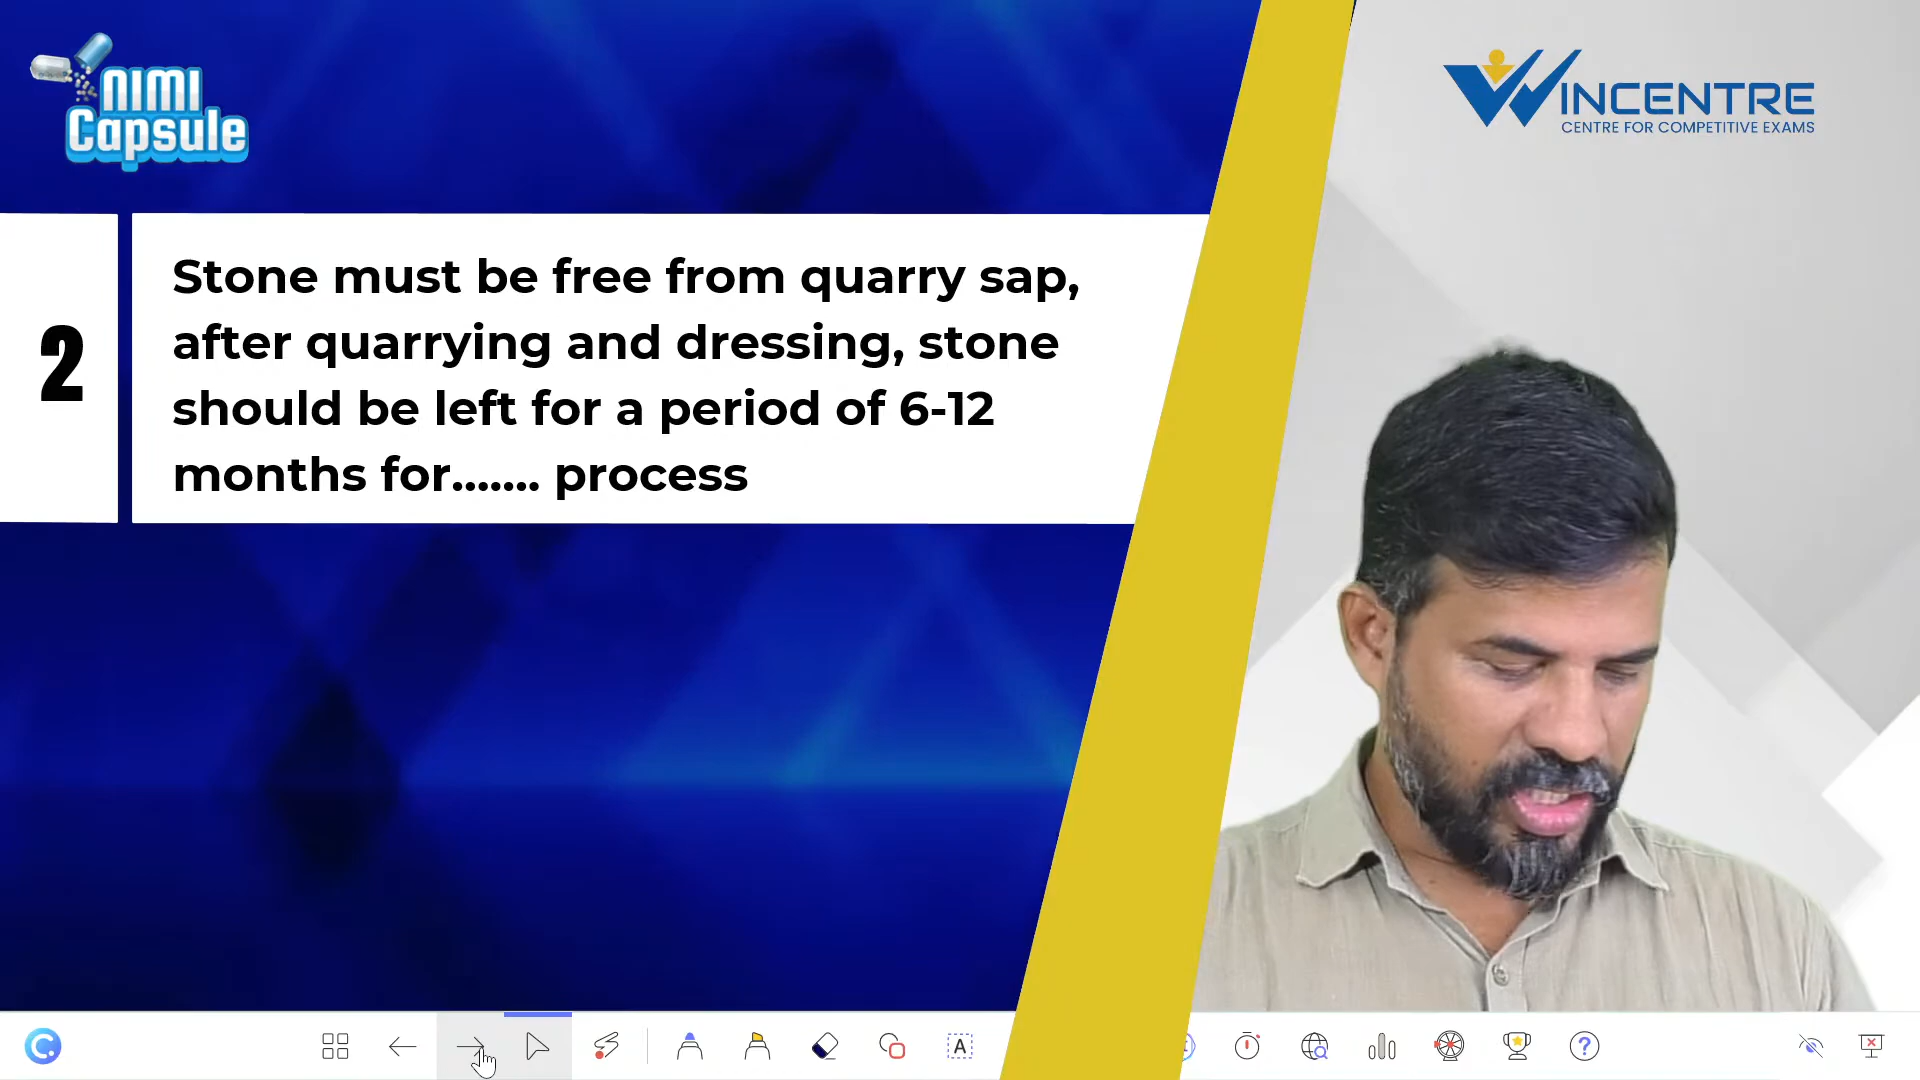 NIMI
Capsule
WINCENTRE
CENTRE FOR COMPETITIVE EXAMS
2
Stone must be free from quarry sap,
after quarrying and dressing, stone
should be left for a period of 6-12
months for....... process
A